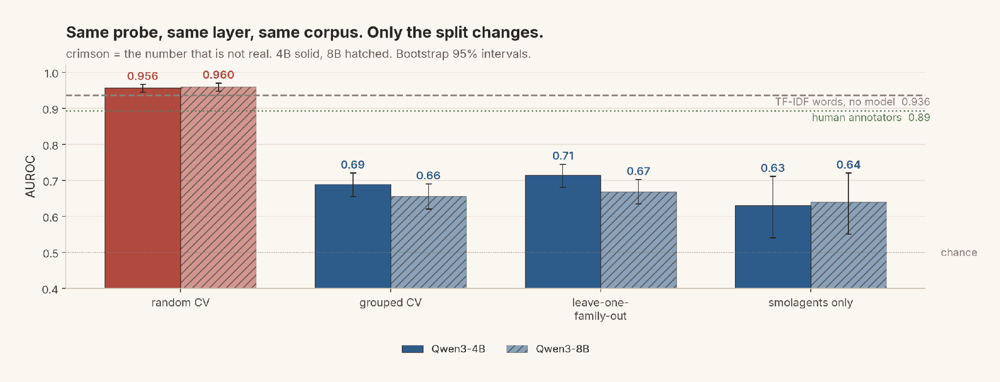 Same probe, same layer, same corpus. Only the split changes.
crimson = the number that is not real. 4B solid, 8B hatched. Bootstrap 95% intervals.
AUROC
1.0
0.9
0.8
0.7
0.6
0.5
0.4
0.956
0.960
0.69
0.66
0.71
0.67
0.63
0.64
TF-IDF words, no model 0.936
human annotators 0.89
chance
random CV
grouped CV
leave-one-
family-out
smolagents only
Qwen3-4B
Qwen3-8B